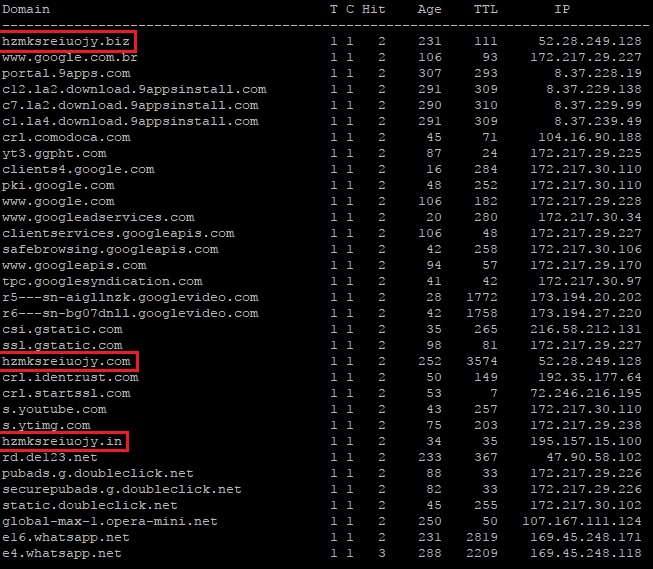 Domain T C Hit Age TTL IP
--------------------------------------------------------------------------------
hzmksreiuojy.biz 1 1 2 231 111 52.28.249.128
www.google.com.br 1 1 2 106 93 172.217.29.227
portal.9apps.com 1 1 2 307 293 8.37.228.19
c12.la2.download.9appsinstall.com 1 1 2 291 309 8.37.229.138
c7.la2.download.9appsinstall.com 1 1 2 290 310 8.37.229.99
c1.la4.download.9appsinstall.com 1 1 2 291 309 8.37.239.49
crl.comodoca.com 1 1 2 45 71 104.16.90.188
yt3.ggpht.com 1 1 2 87 24 172.217.29.225
clients4.google.com 1 1 2 16 284 172.217.30.110
pki.google.com 1 1 2 48 252 172.217.30.110
www.google.com 1 1 2 106 182 172.217.29.228
www.googleadservices.com 1 1 2 20 280 172.217.30.34
clientservices.googleapis.com 1 1 2 106 48 172.217.29.227
safebrowsing.googleapis.com 1 1 2 42 258 172.217.30.106
www.googleapis.com 1 1 2 94 57 172.217.29.170
tpc.googlesyndication.com 1 1 2 41 42 172.217.30.97
r5---sn-aigllnzk.googlevideo.com 1 1 2 28 1772 173.194.20.202
r6---sn-bg07dnll.googlevideo.com 1 1 2 42 1758 173.194.27.220
csi.gstatic.com 1 1 2 35 265 216.58.212.131
ssl.gstatic.com 1 1 2 98 81 172.217.29.227
hzmksreiuojy.com 1 1 2 252 3574 52.28.249.128
crl.identrust.com 1 1 2 50 149 192.35.177.64
crl.startssl.com 1 1 2 53 7 72.246.216.195
s.youtube.com 1 1 2 43 257 172.217.30.110
s.ytimg.com 1 1 2 75 203 172.217.29.238
hzmksreiuojy.in 1 1 2 34 35 195.157.15.100
rd.de123.net 1 1 2 233 367 47.90.58.102
pubads.g.doubleclick.net 1 1 2 88 33 172.217.29.226
securepubads.g.doubleclick.net 1 1 2 82 33 172.217.29.226
static.doubleclick.net 1 1 2 45 255 172.217.30.102
global-max-1.opera-mini.net 1 1 2 250 50 107.167.111.124
e16.whatsapp.net 1 1 2 231 2819 169.45.248.171
e4.whatsapp.net 1 1 3 288 2209 169.45.248.118